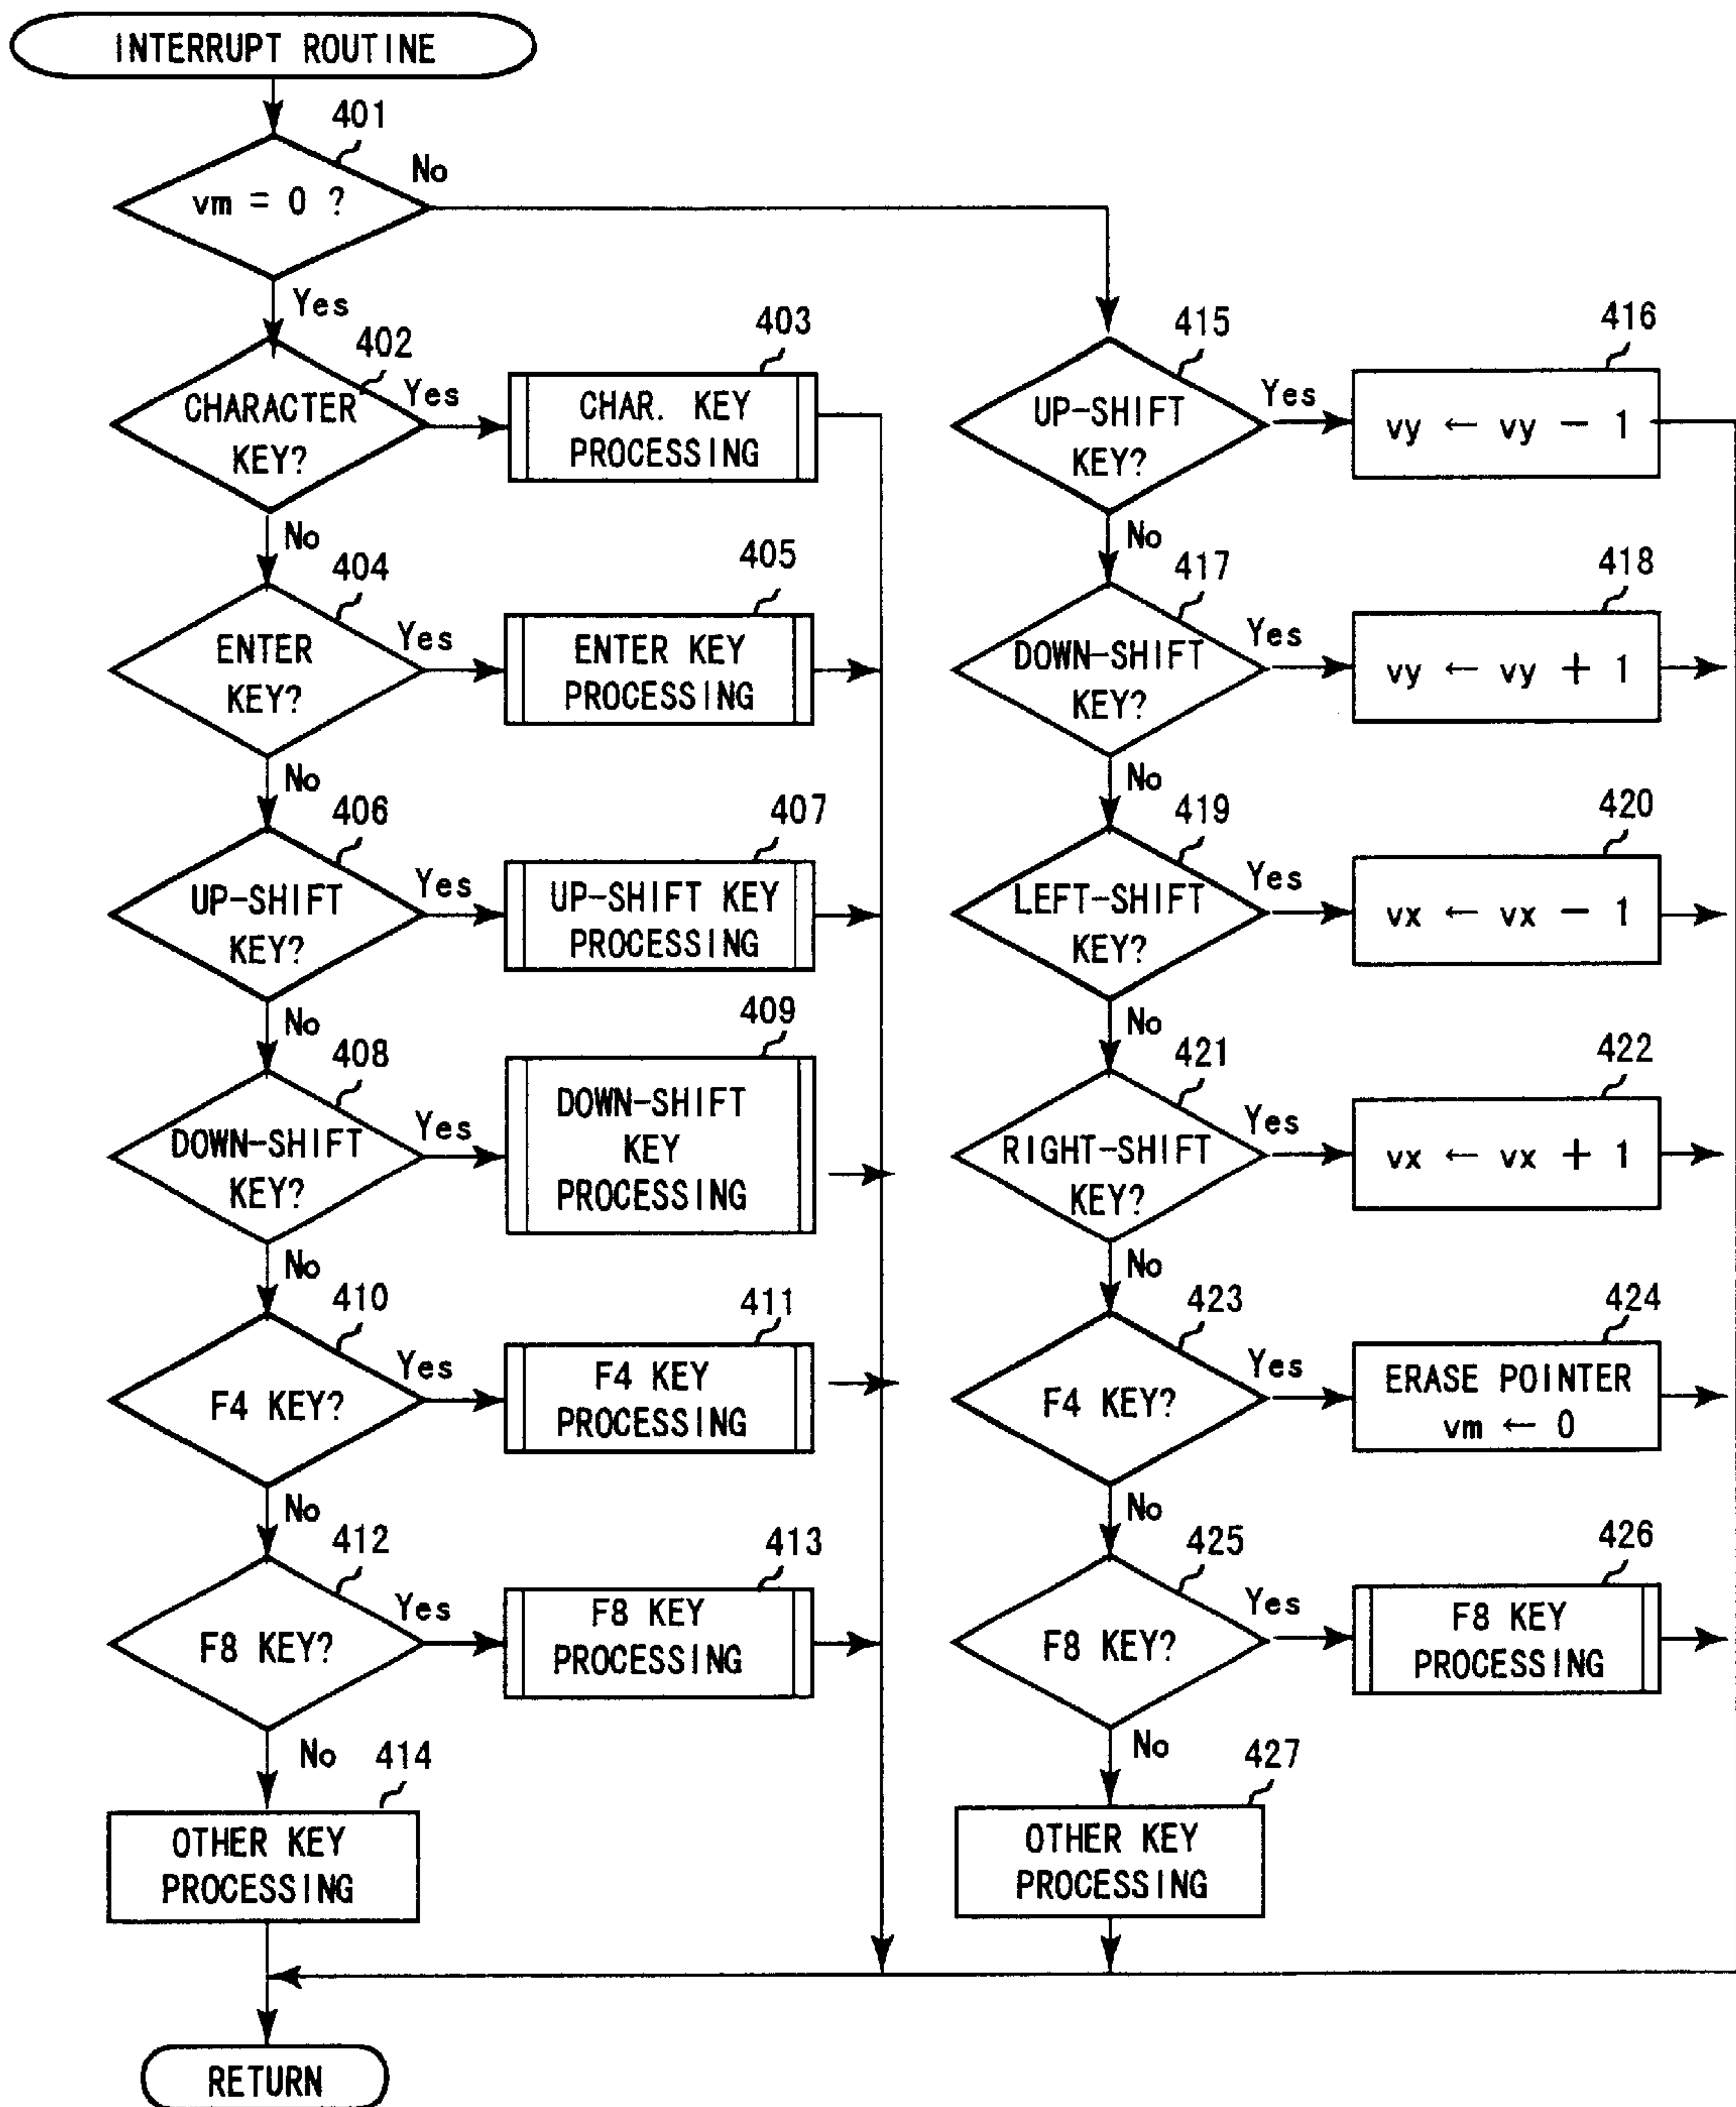 INTERRUPT ROUTINE
401
vm = 0 ?
No
Yes
402
CHARACTER
KEY?
Yes
403
CHAR. KEY
PROCESSING
No
404
ENTER
KEY?
Yes
405
ENTER KEY
PROCESSING
No
406
UP-SHIFT
KEY?
Yes
407
UP-SHIFT KEY
PROCESSING
No
408
DOWN-SHIFT
KEY?
Yes
409
DOWN-SHIFT
KEY
PROCESSING
No
410
F4 KEY?
Yes
411
F4 KEY
PROCESSING
No
412
F8 KEY?
Yes
413
F8 KEY
PROCESSING
No
414
OTHER KEY
PROCESSING
415
UP-SHIFT
KEY?
Yes
416
vy ← vy − 1
No
417
DOWN-SHIFT
KEY?
Yes
418
vy ← vy + 1
No
419
LEFT-SHIFT
KEY?
Yes
420
vx ← vx − 1
No
421
RIGHT-SHIFT
KEY?
Yes
422
vx ← vx + 1
No
423
F4 KEY?
Yes
424
ERASE POINTER
vm ← 0
No
425
F8 KEY?
Yes
426
F8 KEY
PROCESSING
No
427
OTHER KEY
PROCESSING
RETURN